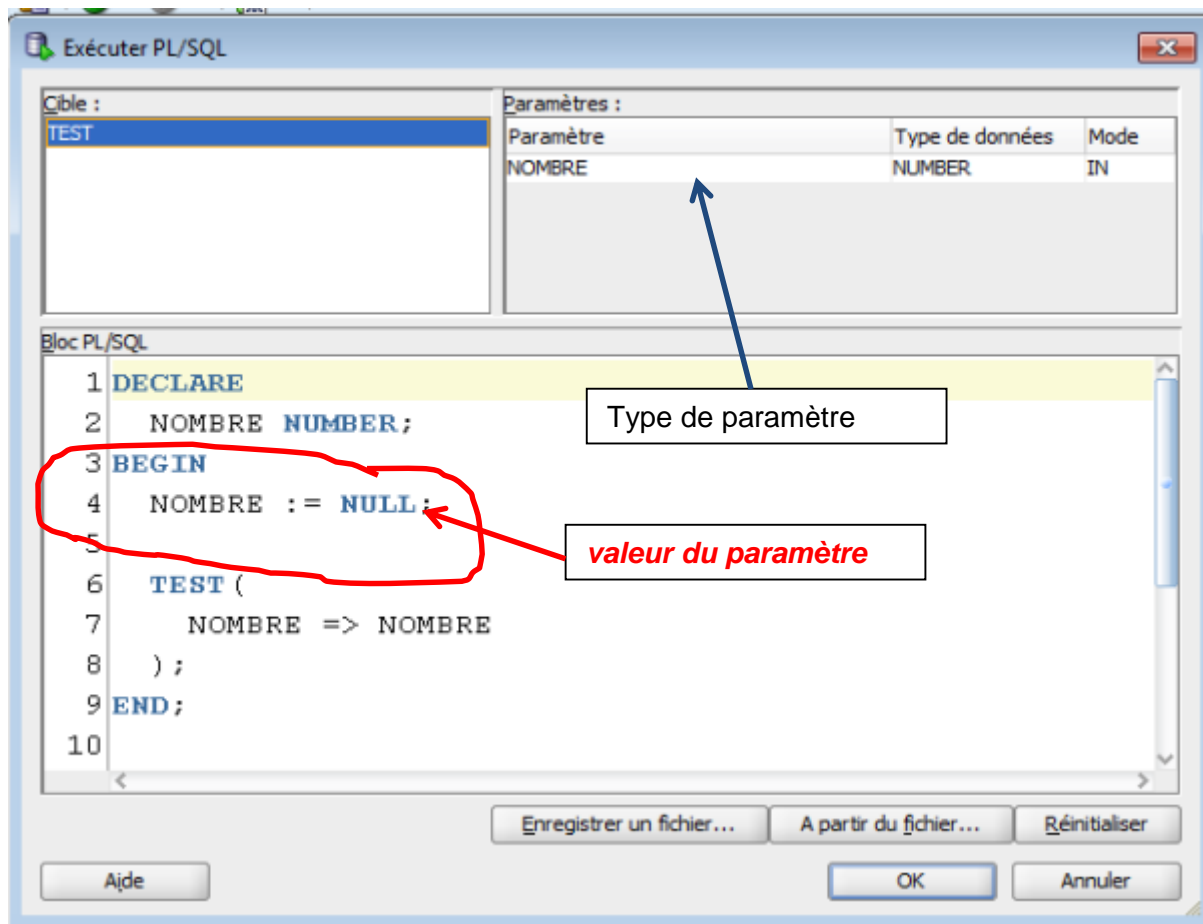 Exécuter PL/SQL
Cible :
TEST
Paramètres :
Paramètre Type de données Mode
NOMBRE NUMBER IN
Type de paramètre
Bloc PL/SQL
1 DECLARE
2 NOMBRE NUMBER;
3 BEGIN
4 NOMBRE := NULL;
5
valeur du paramètre
6 TEST(
7 NOMBRE => NOMBRE
8 );
9 END;
10
Enregistrer un fichier... A partir du fichier... Réinitialiser
Aide OK Annuler